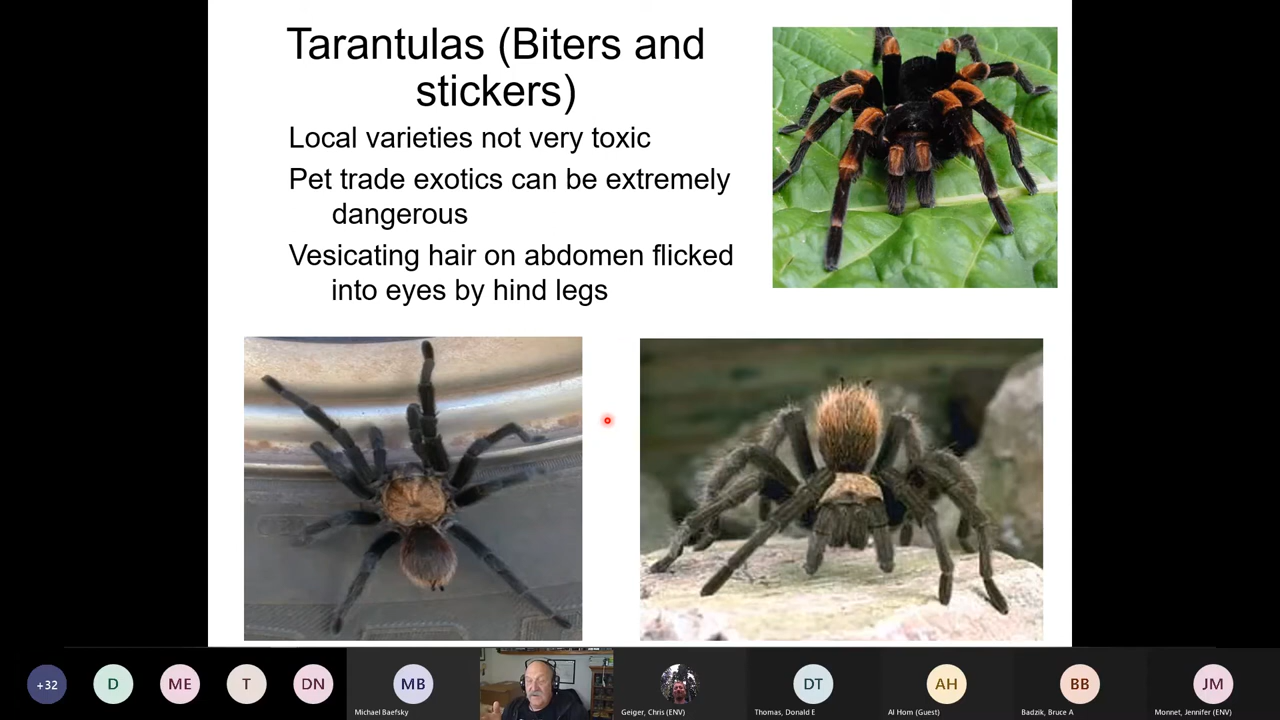 Tarantulas (Biters and
stickers)
Local varieties not very toxic
Pet trade exotics can be extremely
dangerous
Vesicating hair on abdomen flicked
into eyes by hind legs
+32
D
ME
T
DN
MB
DT
AH
BB
JM
Michael Baefsky
Geiger, Chris (ENV)
Thomas, Donald E
Al Hom (Guest)
Badzik, Bruce A
Monnet, Jennifer (ENV)